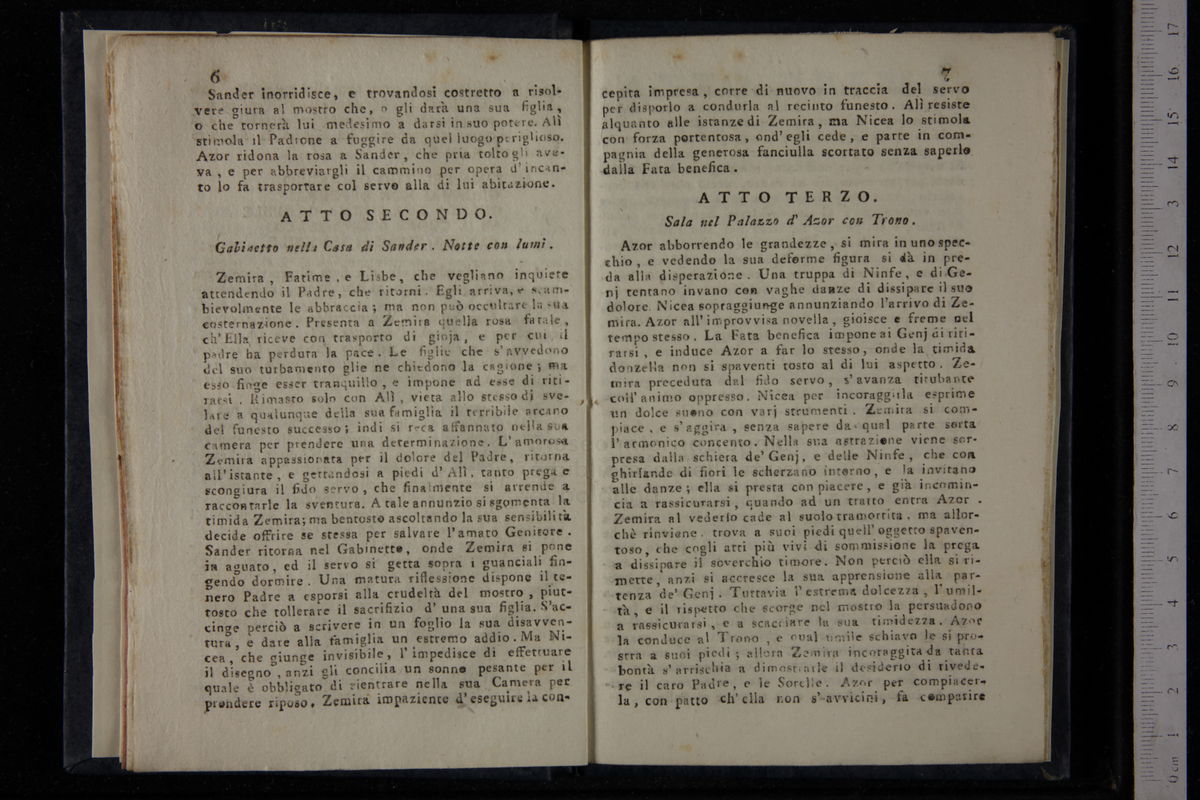 6
Sander inorridisce, e trovandosi costretto a risol-
vere giura al mostro che, o gli darà una sua figlia,
o che tornerà lui medesimo a darsi in suo potere. Alì
stimola il Padrone a fuggire da quel luogo periglioso.
Azor ridona la rosa a Sander, che pria toltogli ave-
va, e per abbreviargli il cammino per opera d'incan-
to lo fa trasportare col servo alla di lui abitazione.
ATTO SECONDO.
Gabinetto nella Casa di Sander. Notte con lumi.
Zemira, Fatime, e Lisbe, che vegliano inquiete
attendendo il Padre, che ritorni. Egli arriva, e scam-
bievolmente le abbraccia; ma non può occultare la sua
costernazione. Presenta a Zemira quella rosa fatale,
ch'Ella riceve con trasporto di gioja, e per cui il
padre ha perduta la pace. Le figlie che s'avvedono
del suo turbamento glie ne chiedono la cagione; ma
esso finge esser tranquillo, e impone ad esse di riti-
rarsi. Rimasto solo con Alì, vieta allo stesso di sve-
lare a qualunque della sua famiglia il terribile arcano
del funesto successo; indi si reca affannato nella sua
camera per prendere una determinazione. L'amorosa
Zemira appassionata per il dolore del Padre, ritorna
all'istante, e gettandosi a piedi d'Alì, tanto prega e
scongiura il fido servo, che finalmente si arrende a
raccontarle la sventura. A tale annunzio si sgomenta la
timida Zemira; ma bentosto ascoltando la sua sensibilità
decide offrire se stessa per salvare l'amato Genitore.
Sander ritorna nel Gabinetto, onde Zemira si pone
in aguato, ed il servo si getta sopra i guanciali fin-
gendo dormire. Una matura riflessione dispone il te-
nero Padre a esporsi alla crudeltà del mostro, piut-
tosto che tollerare il sacrifizio d'una sua figlia. S'ac-
cinge perciò a scrivere in un foglio la sua disavven-
tura, e dare alla famiglia un estremo addio. Ma Ni-
cea, che giunge invisibile, l'impedisce di effettuare
il disegno, anzi gli concilia un sonno pesante per il
quale è obbligato di rientrare nella sua Camera per
prendere riposo. Zemira impaziente d'eseguire la con-
7
cepita impresa, corre di nuovo in traccia del servo
per disporlo a condurla al recinto funesto. Alì resiste
alquanto alle istanze di Zemira, ma Nicea lo stimola
con forza portentosa, ond'egli cede, e parte in com-
pagnia della generosa fanciulla scortato senza saperlo
dalla Fata benefica.
ATTO TERZO.
Sala nel Palazzo d'Azor con Trono.
Azor abborrendo le grandezze, si mira in uno spec-
chio, e vedendo la sua deforme figura si dà in pre-
da alla disperazione. Una truppa di Ninfe, e di Ge-
nj tentano invano con vaghe danze di dissipare il suo
dolore. Nicea sopraggiunge annunziando l'arrivo di Ze-
mira. Azor all'improvvisa novella, gioisce e freme nel
tempo stesso. La Fata benefica impone ai Genj di riti-
rarsi, e induce Azor a far lo stesso, onde la timida
donzella non si spaventi tosto al di lui aspetto. Ze-
mira preceduta dal fido servo, s'avanza titubante
coll'animo oppresso. Nicea per incoraggirla esprime
un dolce suono con varj strumenti. Zemira si com-
piace, e s'aggira, senza sapere da qual parte sorta
l'armonico concento. Nella sua astrazione viene sor-
presa dalla schiera de' Genj, e delle Ninfe, che con
ghirlande di fiori le scherzano intorno, e la invitano
alle danze; ella si presta con piacere, e già incomin-
cia a rassicurarsi, quando ad un tratto entra Azor.
Zemira al vederlo cade al suolo tramortita, ma allor-
chè rinviene, trova a suoi piedi quell'oggetto spaven-
toso, che cogli atti più vivi di sommissione la prega
a dissipare il soverchio timore. Non perciò ella si ri-
mette, anzi si accresce la sua apprensione alla par-
tenza de' Genj. Tuttavia l'estrema dolcezza, l'umil-
tà, e il rispetto che scorge nel mostro la persuadono
a rassicurarsi, e a scacciare la sua timidezza. Azor
la conduce al Trono, e qual umile schiavo le si pro-
stra a suoi piedi; allora Zemira incoraggita da tanta
bontà s'arrischia a dimostrarle il desiderio di rivede-
re il caro Padre, e le Sorelle. Azor per compiacer-
la, con patto ch'ella non s'avvicini, fa comparire
0 cm 1 2 3 4 5 6 7 8 9 10 11 12 13 14 15 16 17